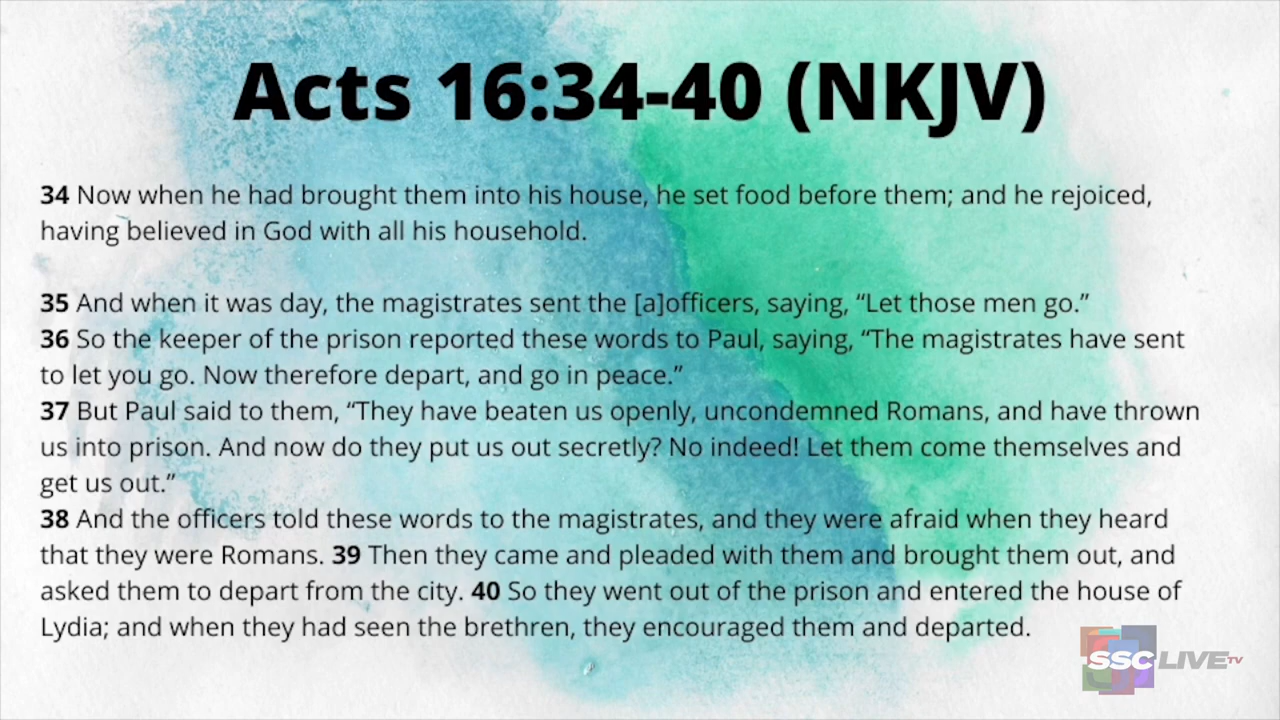 Acts 16:34-40 (NKJV)
34 Now when he had brought them into his house, he set food before them; and he rejoiced,
having believed in God with all his household.
35 And when it was day, the magistrates sent the [a]officers, saying, “Let those men go.”
36 So the keeper of the prison reported these words to Paul, saying, “The magistrates have sent
to let you go. Now therefore depart, and go in peace.”
37 But Paul said to them, “They have beaten us openly, uncondemned Romans, and have thrown
us into prison. And now do they put us out secretly? No indeed! Let them come themselves and
get us out.”
38 And the officers told these words to the magistrates, and they were afraid when they heard
that they were Romans. 39 Then they came and pleaded with them and brought them out, and
asked them to depart from the city. 40 So they went out of the prison and entered the house of
Lydia; and when they had seen the brethren, they encouraged them and departed.
SSC LIVE TV